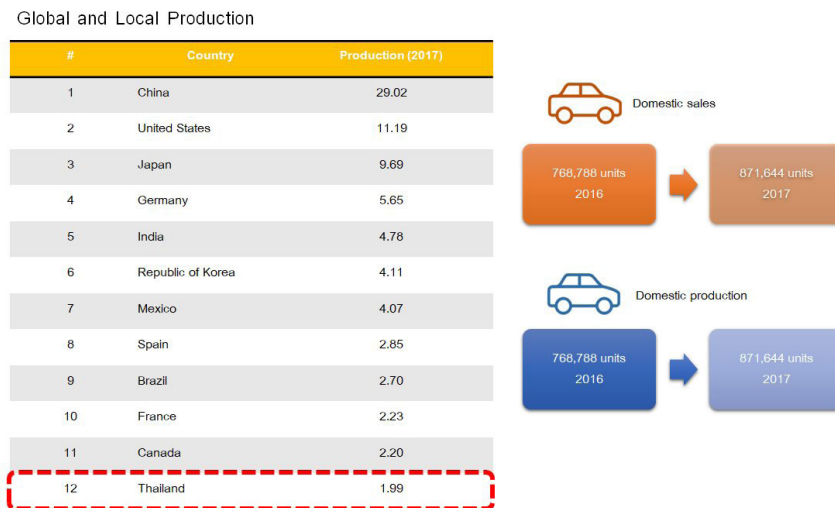 Global and Local Production
# Country Production (2017)
1 China 29.02
2 United States 11.19
3 Japan 9.69
4 Germany 5.65
5 India 4.78
6 Republic of Korea 4.11
7 Mexico 4.07
8 Spain 2.85
9 Brazil 2.70
10 France 2.23
11 Canada 2.20
12 Thailand 1.99
Domestic sales
768,788 units
2016
871,644 units
2017
Domestic production
768,788 units
2016
871,644 units
2017